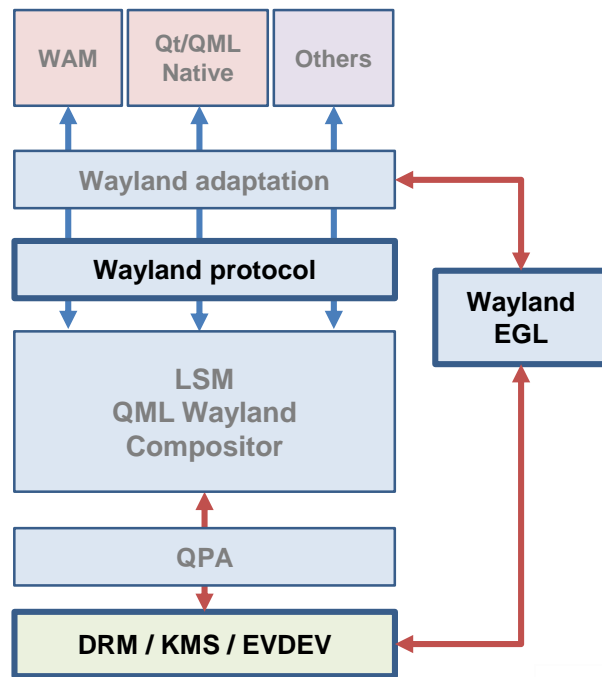 WAM
Qt/QML
Native
Others
Wayland adaptation
Wayland protocol
Wayland
EGL
LSM
QML Wayland
Compositor
QPA
DRM / KMS / EVDEV